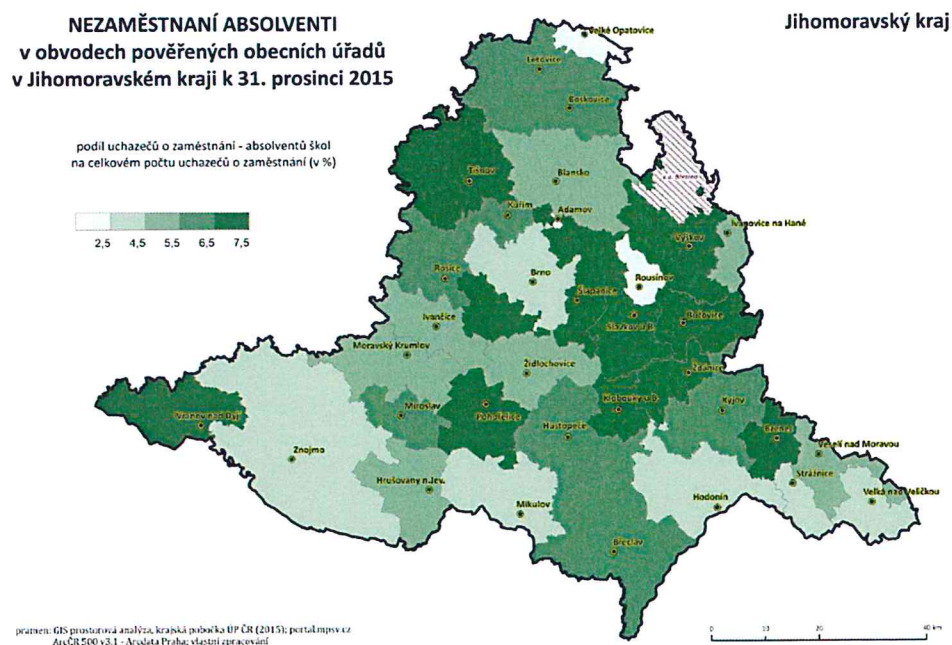 NEZAMĚSTNANÍ ABSOLVENTI
v obvodech pověřených obecních úřadů
v Jihomoravském kraji k 31. prosinci 2015
Jihomoravský kraj
podíl uchazečů o zaměstnání - absolventů škol
na celkovém počtu uchazečů o zaměstnání (v %)
2,5 4,5 5,5 6,5 7,5
Velké Opatovice
Letovice
Boskovice
Tišnov
Blansko
Kuřim
Adamov
Ivanovice na Hané
Vyškov
Rosice
Brno
Rousínov
Šlapanice
Ivančice
Slavkov u B.
Bučovice
Moravský Krumlov
Židlochovice
Ždánice
Vranov nad Dyjí
Miroslav
Pohořelice
Klobouky u B.
Kyjov
Hustopeče
Bzenec
Veselí nad Moravou
Znojmo
Strážnice
Hrušovany n.Jev.
Velká nad Veličkou
Mikulov
Hodonín
Břeclav
pramen: GIS prostorová analýza, krajská pobočka ÚP ČR (2015); portal.mpsv.cz
ArcČR 500 v3.1 - Arcdata Praha; vlastní zpracování
0 10 20 40 km